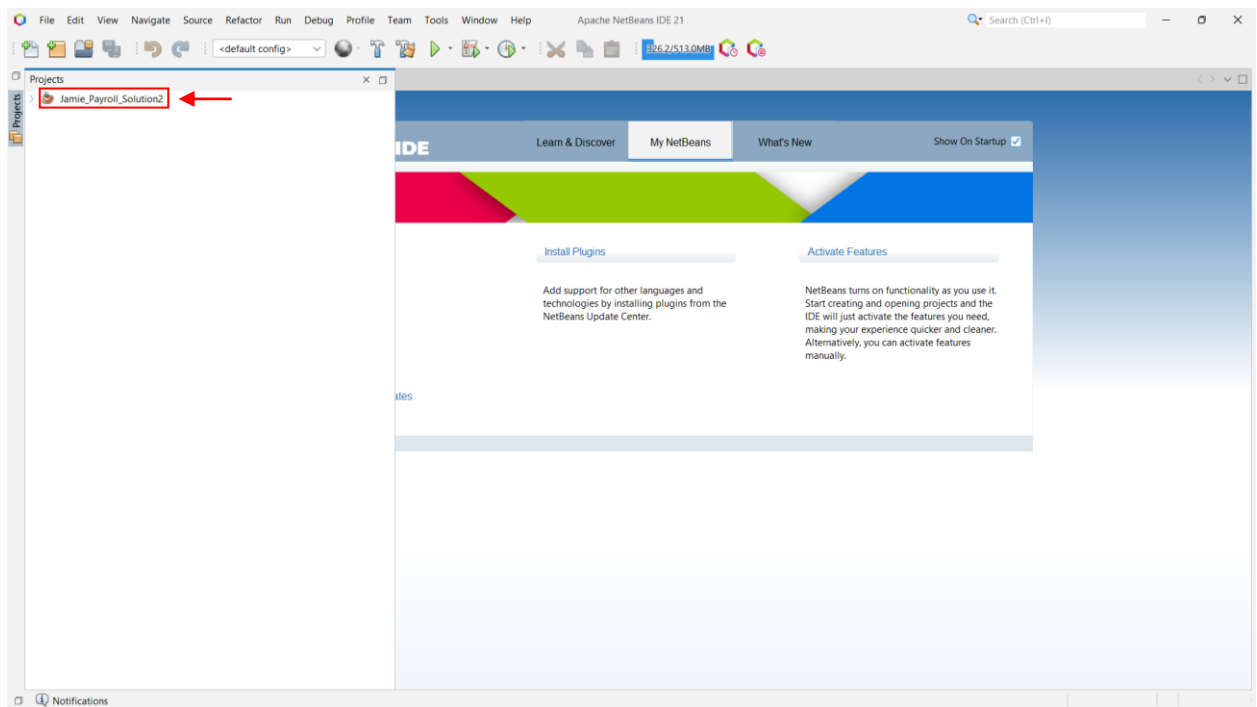 File Edit View Navigate Source Refactor Run Debug Profile Team Tools Window Help Apache NetBeans IDE 21 Search (Ctrl+I)
<default config> 326.2/513.0MB
Projects
Projects
Jamie_Payroll_Solution2
IDE
Learn & Discover My NetBeans What's New Show On Startup
Install Plugins Activate Features
Add support for other languages and
technologies by installing plugins from the
NetBeans Update Center.
NetBeans turns on functionality as you use it.
Start creating and opening projects and the
IDE will just activate the features you need,
making your experience quicker and cleaner.
Alternatively, you can activate features
manually.
ates
Notifications